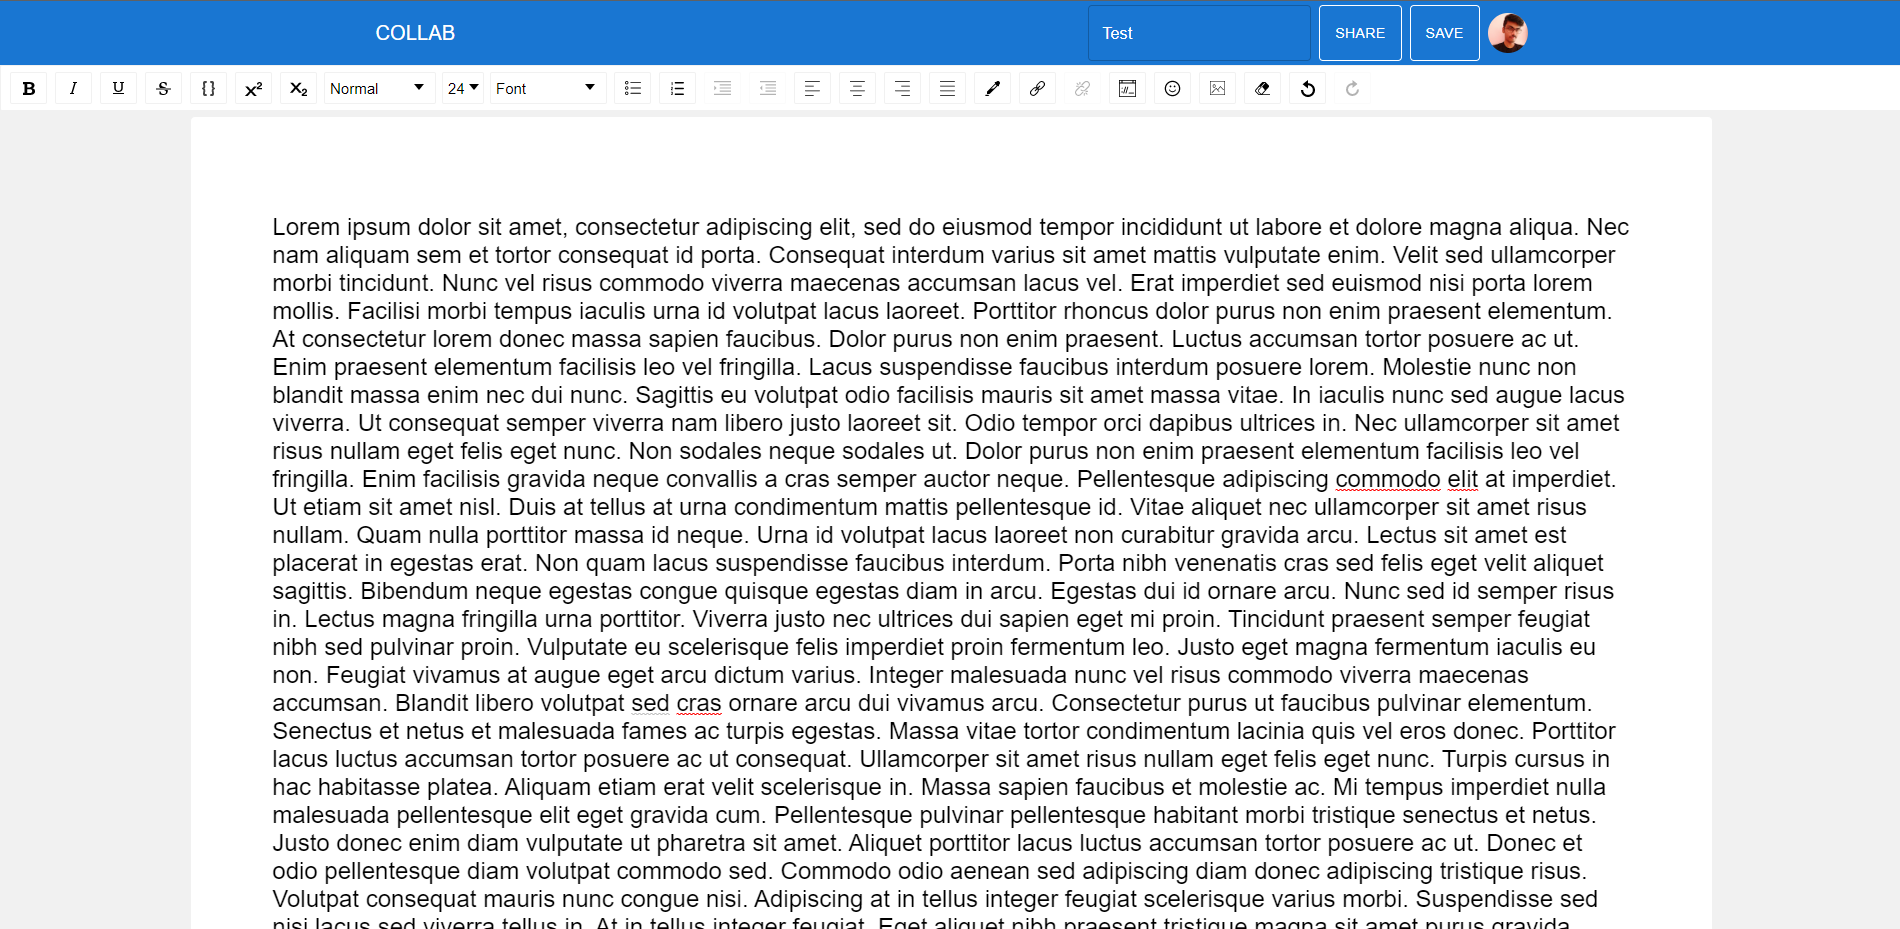 COLLAB
Test
SHARE
SAVE
B I U S {} x² x₂ Normal 24 Font
Lorem ipsum dolor sit amet, consectetur adipiscing elit, sed do eiusmod tempor incididunt ut labore et dolore magna aliqua. Nec
nam aliquam sem et tortor consequat id porta. Consequat interdum varius sit amet mattis vulputate enim. Velit sed ullamcorper
morbi tincidunt. Nunc vel risus commodo viverra maecenas accumsan lacus vel. Erat imperdiet sed euismod nisi porta lorem
mollis. Facilisi morbi tempus iaculis urna id volutpat lacus laoreet. Porttitor rhoncus dolor purus non enim praesent elementum.
At consectetur lorem donec massa sapien faucibus. Dolor purus non enim praesent. Luctus accumsan tortor posuere ac ut.
Enim praesent elementum facilisis leo vel fringilla. Lacus suspendisse faucibus interdum posuere lorem. Molestie nunc non
blandit massa enim nec dui nunc. Sagittis eu volutpat odio facilisis mauris sit amet massa vitae. In iaculis nunc sed augue lacus
viverra. Ut consequat semper viverra nam libero justo laoreet sit. Odio tempor orci dapibus ultrices in. Nec ullamcorper sit amet
risus nullam eget felis eget nunc. Non sodales neque sodales ut. Dolor purus non enim praesent elementum facilisis leo vel
fringilla. Enim facilisis gravida neque convallis a cras semper auctor neque. Pellentesque adipiscing commodo elit at imperdiet.
Ut etiam sit amet nisl. Duis at tellus at urna condimentum mattis pellentesque id. Vitae aliquet nec ullamcorper sit amet risus
nullam. Quam nulla porttitor massa id neque. Urna id volutpat lacus laoreet non curabitur gravida arcu. Lectus sit amet est
placerat in egestas erat. Non quam lacus suspendisse faucibus interdum. Porta nibh venenatis cras sed felis eget velit aliquet
sagittis. Bibendum neque egestas congue quisque egestas diam in arcu. Egestas dui id ornare arcu. Nunc sed id semper risus
in. Lectus magna fringilla urna porttitor. Viverra justo nec ultrices dui sapien eget mi proin. Tincidunt praesent semper feugiat
nibh sed pulvinar proin. Vulputate eu scelerisque felis imperdiet proin fermentum leo. Justo eget magna fermentum iaculis eu
non. Feugiat vivamus at augue eget arcu dictum varius. Integer malesuada nunc vel risus commodo viverra maecenas
accumsan. Blandit libero volutpat sed cras ornare arcu dui vivamus arcu. Consectetur purus ut faucibus pulvinar elementum.
Senectus et netus et malesuada fames ac turpis egestas. Massa vitae tortor condimentum lacinia quis vel eros donec. Porttitor
lacus luctus accumsan tortor posuere ac ut consequat. Ullamcorper sit amet risus nullam eget felis eget nunc. Turpis cursus in
hac habitasse platea. Aliquam etiam erat velit scelerisque in. Massa sapien faucibus et molestie ac. Mi tempus imperdiet nulla
malesuada pellentesque elit eget gravida cum. Pellentesque pulvinar pellentesque habitant morbi tristique senectus et netus.
Justo donec enim diam vulputate ut pharetra sit amet. Aliquet porttitor lacus luctus accumsan tortor posuere ac ut. Donec et
odio pellentesque diam volutpat commodo sed. Commodo odio aenean sed adipiscing diam donec adipiscing tristique risus.
Volutpat consequat mauris nunc congue nisi. Adipiscing at in tellus integer feugiat scelerisque varius morbi. Suspendisse sed
nisi lacus sed viverra tellus in. At in tellus integer feugiat. Eget aliquet nibh praesent tristique magna sit amet purus gravida